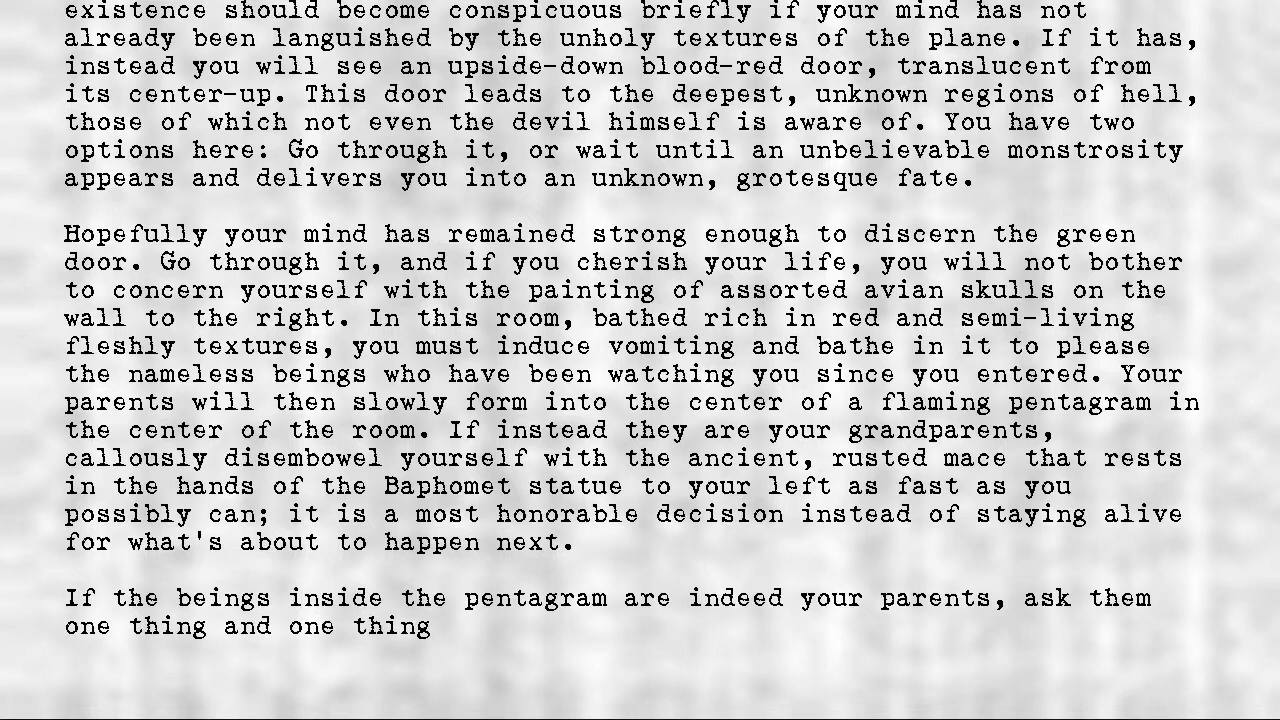 existence should become conspicuous briefly if your mind has not
already been languished by the unholy textures of the plane. If it has,
instead you will see an upside-down blood-red door, translucent from
its center-up. This door leads to the deepest, unknown regions of hell,
those of which not even the devil himself is aware of. You have two
options here: Go through it, or wait until an unbelievable monstrosity
appears and delivers you into an unknown, grotesque fate.

Hopefully your mind has remained strong enough to discern the green
door. Go through it, and if you cherish your life, you will not bother
to concern yourself with the painting of assorted avian skulls on the
wall to the right. In this room, bathed rich in red and semi-living
fleshly textures, you must induce vomiting and bathe in it to please
the nameless beings who have been watching you since you entered. Your
parents will then slowly form into the center of a flaming pentagram in
the center of the room. If instead they are your grandparents,
callously disembowel yourself with the ancient, rusted mace that rests
in the hands of the Baphomet statue to your left as fast as you
possibly can; it is a most honorable decision instead of staying alive
for what's about to happen next.

If the beings inside the pentagram are indeed your parents, ask them
one thing and one thing